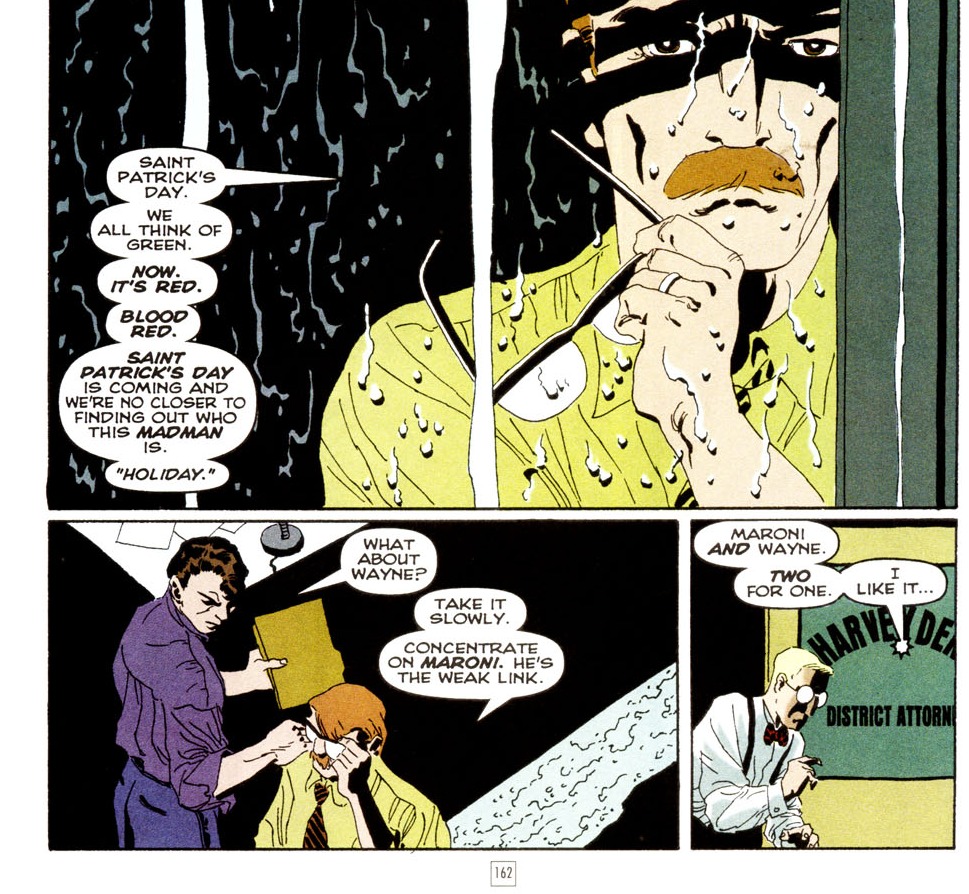 SAINT
PATRICK'S
DAY.
WE
ALL THINK OF
GREEN.
NOW.
IT'S RED.
BLOOD
RED.
SAINT
PATRICK'S DAY
IS COMING AND
WE'RE NO CLOSER TO
FINDING OUT WHO
THIS MADMAN
IS.
"HOLIDAY."
WHAT
ABOUT
WAYNE?
TAKE IT
SLOWLY.
CONCENTRATE
ON MARONI. HE'S
THE WEAK LINK.
MARONI
AND WAYNE.
TWO
FOR ONE.
I
LIKE IT...
HARVEY DE
DISTRICT ATTORN
162